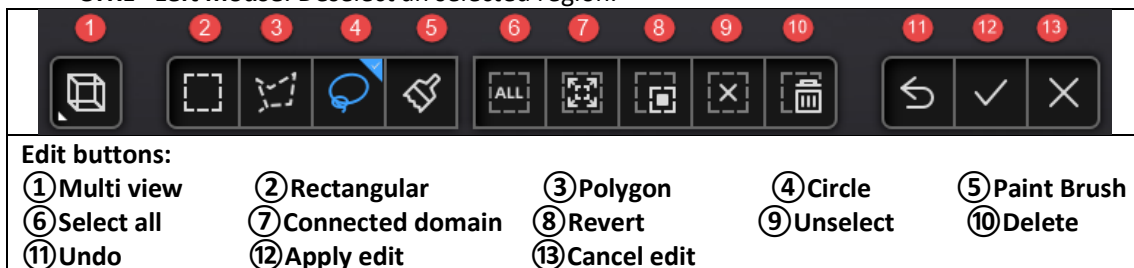 CTRL+ Left Mouse: Deselect an selected region.
1 2 3 4 5 6 7 8 9 10 11 12 13
ALL
Edit buttons:
①Multi view ②Rectangular ③Polygon ④Circle ⑤Paint Brush
⑥Select all ⑦Connected domain ⑧Revert ⑨Unselect ⑩Delete
⑪Undo ⑫Apply edit ⑬Cancel edit